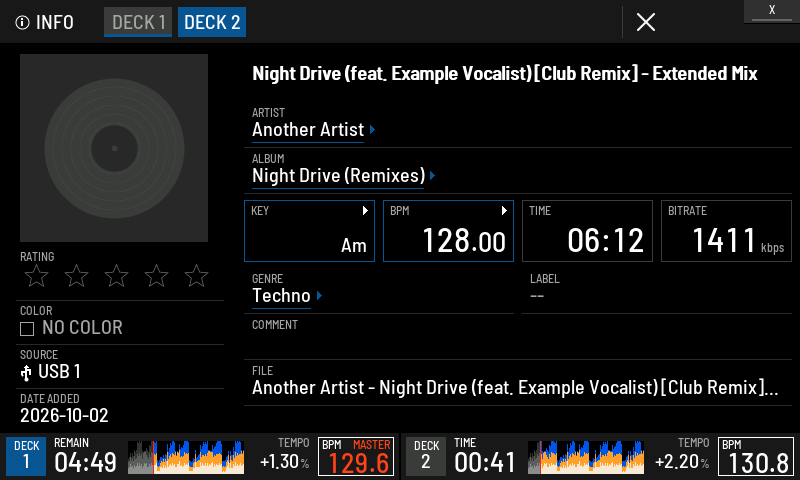 INFO DECK 1 DECK 2 X
Night Drive (feat. Example Vocalist) [Club Remix] - Extended Mix
ARTIST
Another Artist
ALBUM
Night Drive (Remixes)
KEY
Am
BPM
128.00
TIME
06:12
BITRATE
1411 kbps
GENRE
Techno
LABEL
--
COMMENT
FILE
Another Artist - Night Drive (feat. Example Vocalist) [Club Remix]...
RATING
COLOR
NO COLOR
SOURCE
USB 1
DATE ADDED
2026-10-02
DECK 1
REMAIN
04:49
TEMPO
+1.30%
BPM MASTER
129.6
DECK 2
TIME
00:41
TEMPO
+2.20%
BPM
130.8